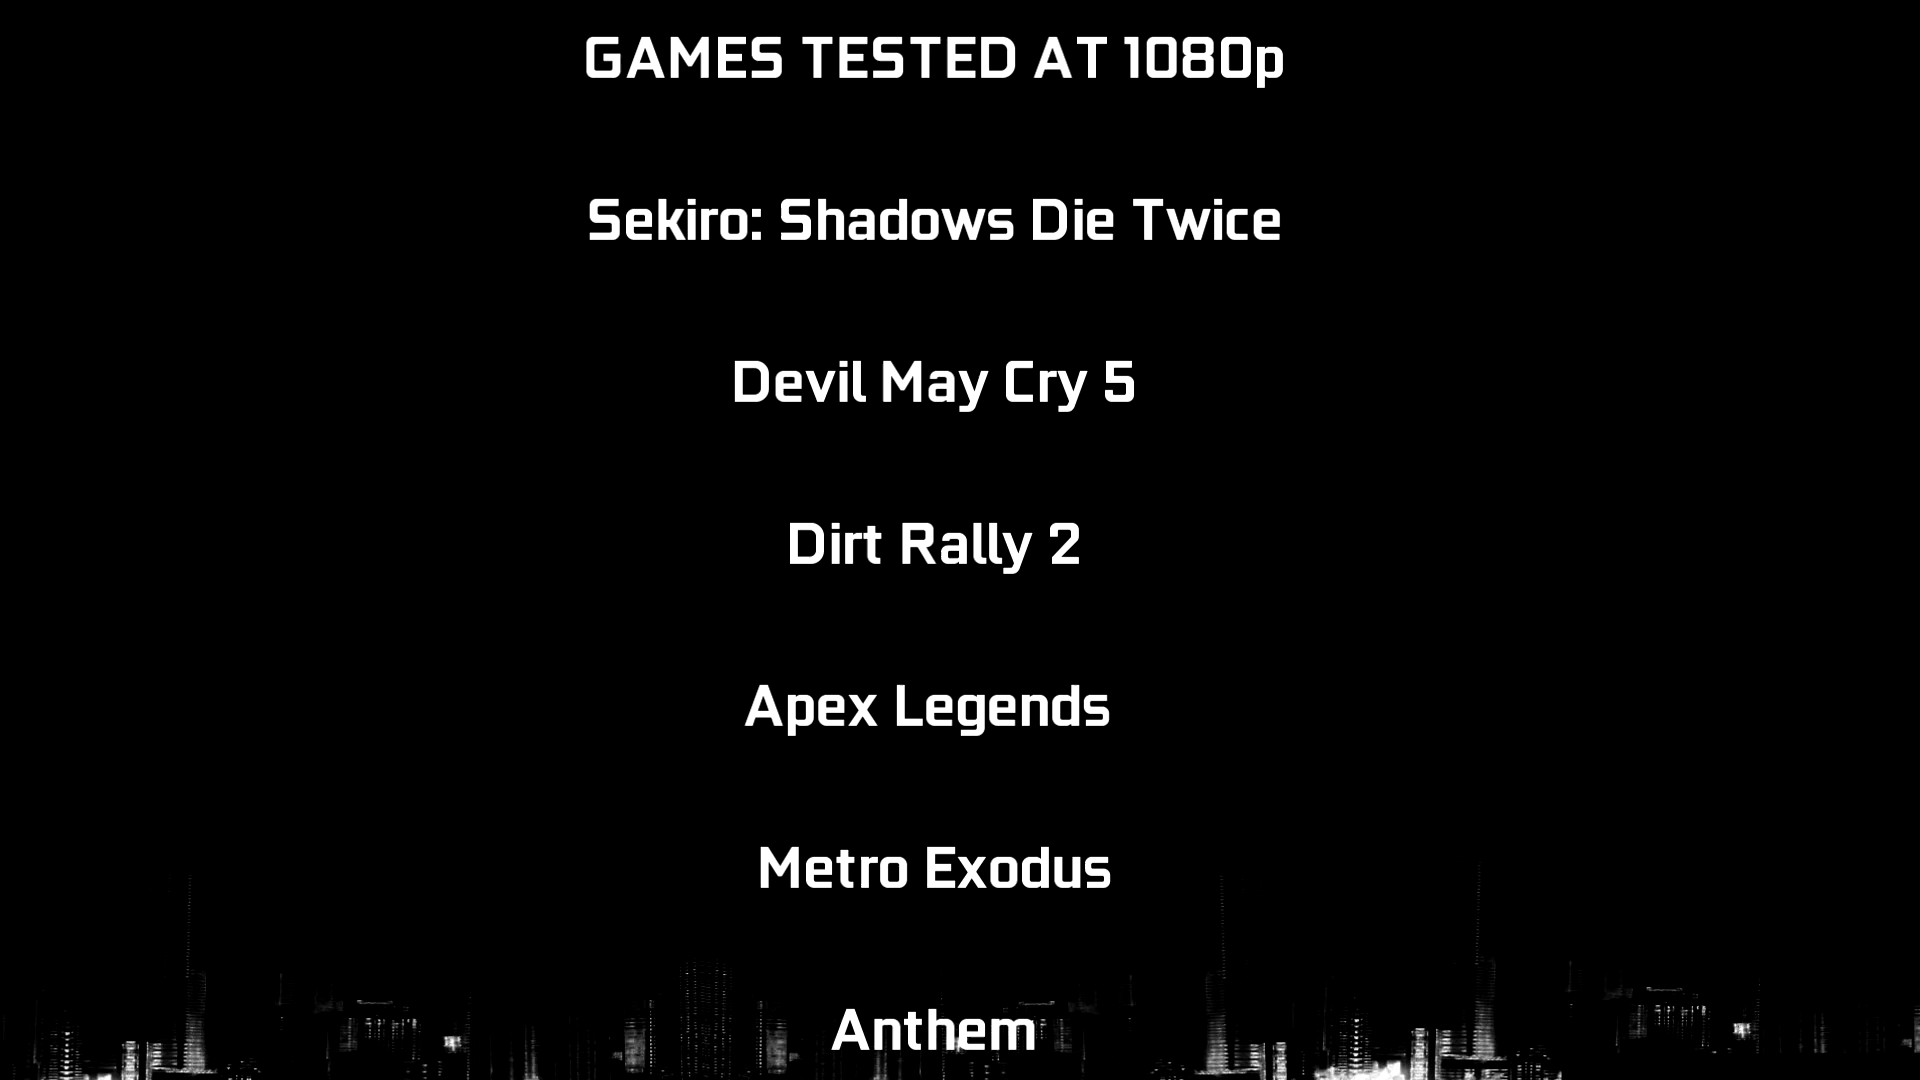 GAMES TESTED AT 1080p
Sekiro: Shadows Die Twice
Devil May Cry 5
Dirt Rally 2
Apex Legends
Metro Exodus
Anthem